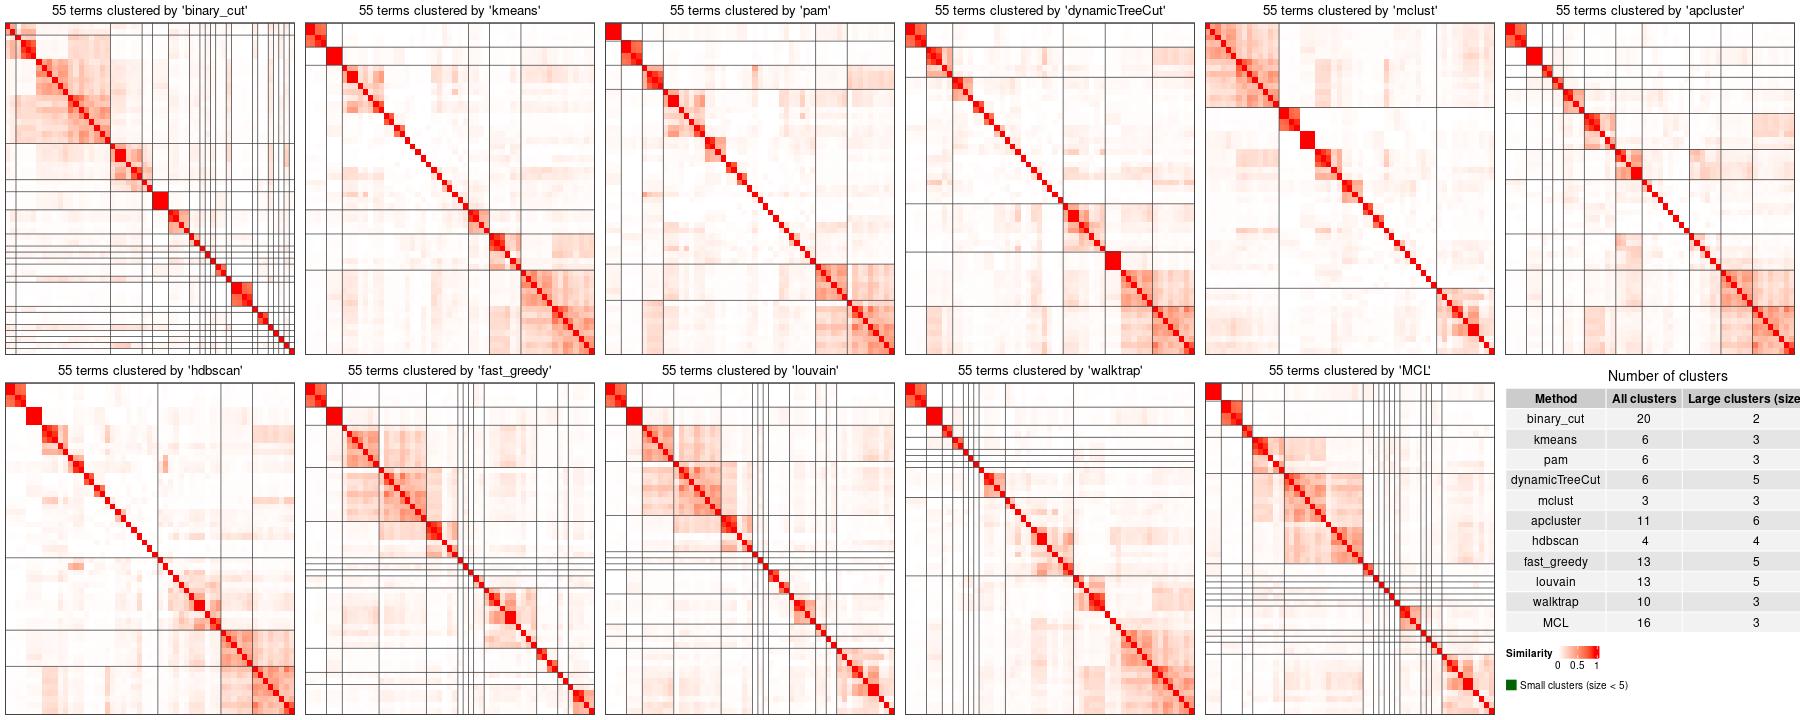 55 terms clustered by 'binary_cut'
55 terms clustered by 'kmeans'
55 terms clustered by 'pam'
55 terms clustered by 'dynamicTreeCut'
55 terms clustered by 'mclust'
55 terms clustered by 'apcluster'
55 terms clustered by 'hdbscan'
55 terms clustered by 'fast_greedy'
55 terms clustered by 'louvain'
55 terms clustered by 'walktrap'
55 terms clustered by 'MCL'
Number of clusters
Method All clusters Large clusters (size
binary_cut 20 2
kmeans 6 3
pam 6 3
dynamicTreeCut 6 5
mclust 3 3
apcluster 11 6
hdbscan 4 4
fast_greedy 13 5
louvain 13 5
walktrap 10 3
MCL 16 3
Similarity
0 0.5 1
Small clusters (size < 5)